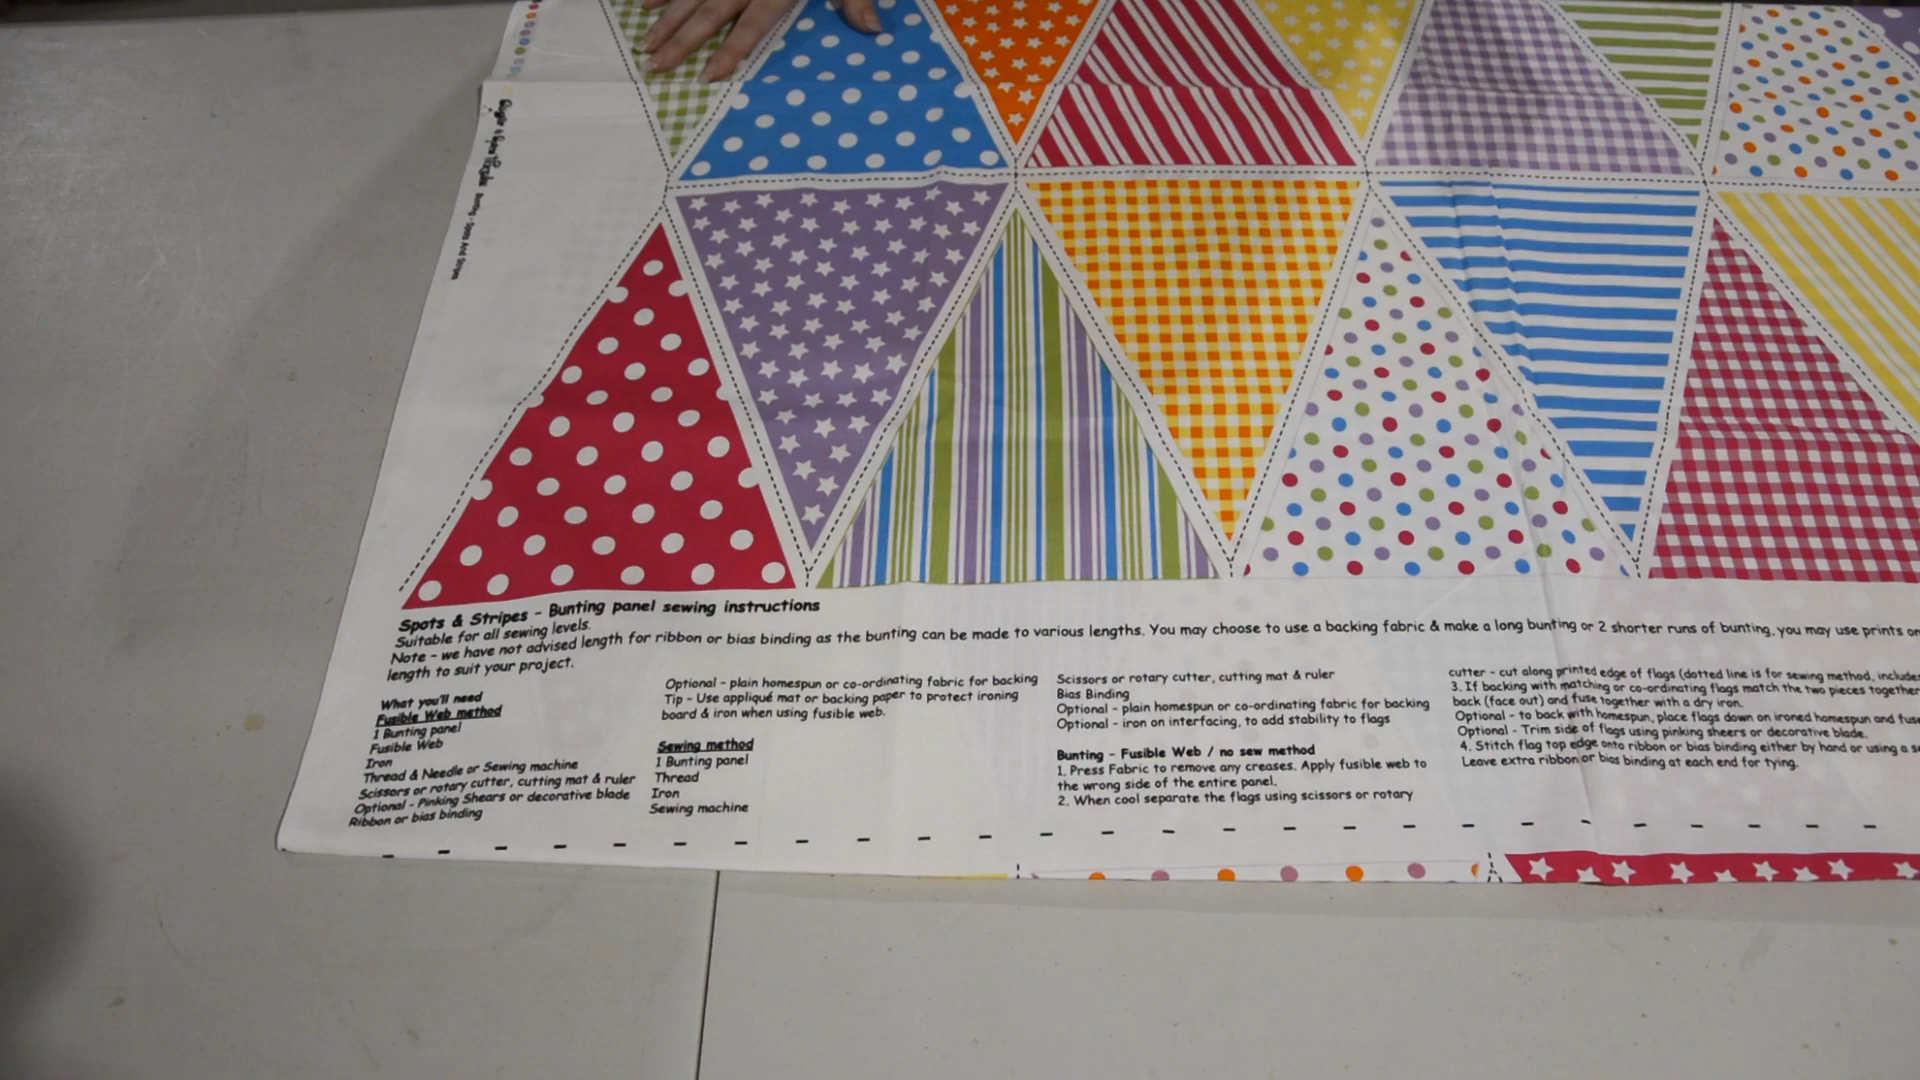 Bunting - Spots And Stripes
Spots & Stripes - Bunting panel sewing instructions
Suitable for all sewing levels.
Note - we have not advised length for ribbon or bias binding as the bunting can be made to various lengths. You may choose to use a backing fabric & make a long bunting or 2 shorter runs of bunting, you may use prints on
length to suit your project.
What you'll need
Fusible Web method
1 Bunting panel
Fusible Web
Iron
Thread & Needle or Sewing machine
Scissors or rotary cutter, cutting mat & ruler
Optional - Pinking Shears or decorative blade
Ribbon or bias binding
Optional - plain homespun or co-ordinating fabric for backing
Tip - Use appliqué mat or backing paper to protect ironing
board & iron when using fusible web.
Sewing method
1 Bunting panel
Thread
Iron
Sewing machine
Scissors or rotary cutter, cutting mat & ruler
Bias Binding
Optional - plain homespun or co-ordinating fabric for backing
Optional - iron on interfacing, to add stability to flags
Bunting - Fusible Web / no sew method
1. Press Fabric to remove any creases. Apply fusible web to
the wrong side of the entire panel.
2. When cool separate the flags using scissors or rotary
cutter - cut along printed edge of flags (dotted line is for sewing method, includes
3. If backing with matching or co-ordinating flags match the two pieces together
back (face out) and fuse together with a dry iron.
Optional - to back with homespun, place flags down on ironed homespun and fuse
Optional - Trim side of flags using pinking sheers or decorative blade.
4. Stitch flag top edge onto ribbon or bias binding either by hand or using a
Leave extra ribbon or bias binding at each end for tying.